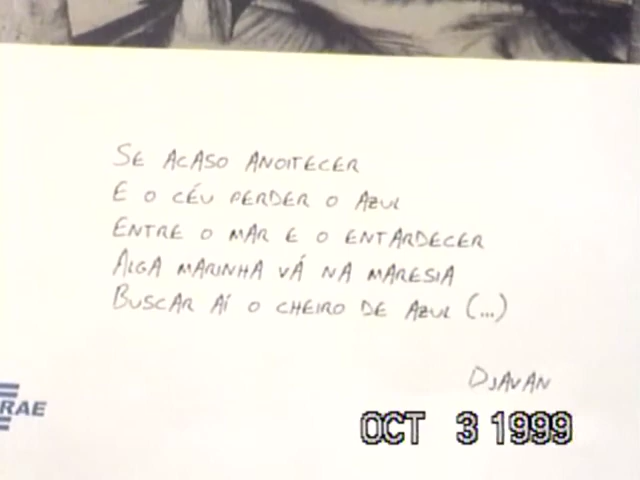 SE ACASO ANOITECER
E O CÉU PERDER O AZUL
ENTRE O MAR E O ENTARDECER
ALGA MARINHA VÁ NA MARESIA
BUSCAR AÍ O CHEIRO DE AZUL (...)
DJAVAN
RAE
OCT 3 1999